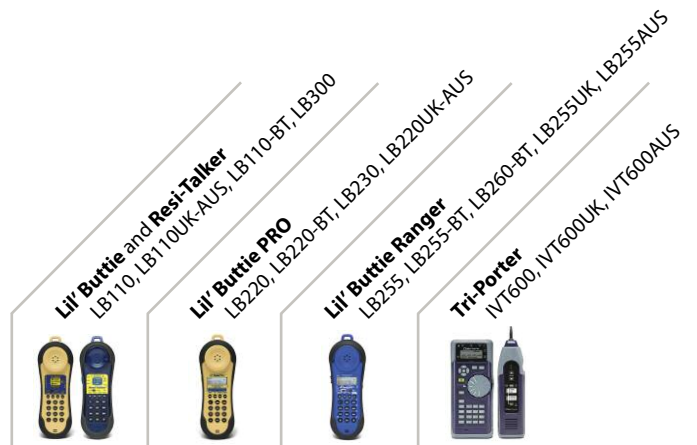 Lil’ Buttie and Resi-Talker
LB110, LB110UK-AUS, LB110-BT, LB300
Lil’ Buttie PRO
LB220, LB220-BT, LB230, LB220UK-AUS
Lil’ Buttie Ranger
LB255, LB255-BT, LB260-BT, LB255UK, LB255AUS
Tri-Porter
IVT600, IVT600UK, IVT600AUS